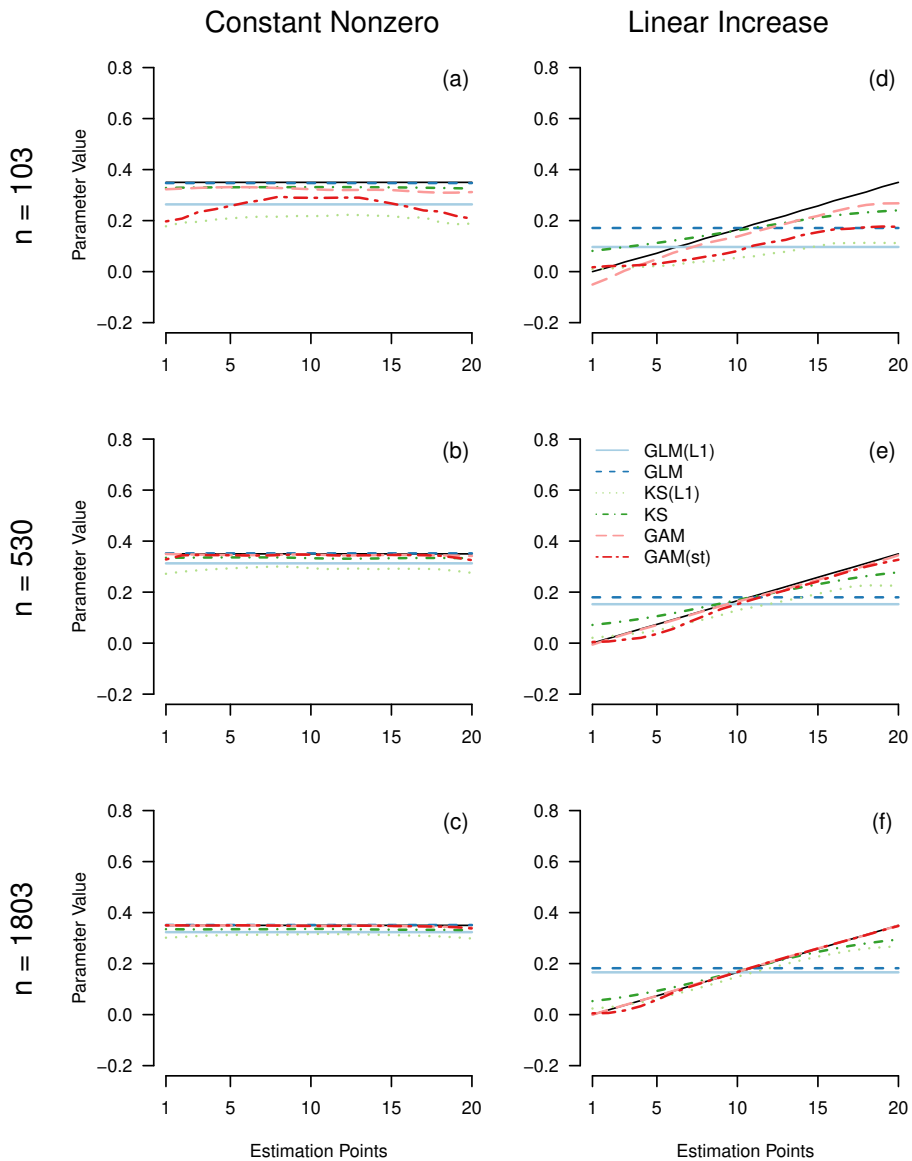 Constant Nonzero
Linear Increase
n = 103
Parameter Value
0.8
0.6
0.4
0.2
0.0
−0.2
(a)
1 5 10 15 20
0.8
0.6
0.4
0.2
0.0
−0.2
(d)
1 5 10 15 20
n = 530
Parameter Value
0.8
0.6
0.4
0.2
0.0
−0.2
(b)
1 5 10 15 20
0.8
0.6
0.4
0.2
0.0
−0.2
(e)
GLM(L1)
GLM
KS(L1)
KS
GAM
GAM(st)
1 5 10 15 20
n = 1803
Parameter Value
0.8
0.6
0.4
0.2
0.0
−0.2
(c)
1 5 10 15 20
Estimation Points
0.8
0.6
0.4
0.2
0.0
−0.2
(f)
1 5 10 15 20
Estimation Points